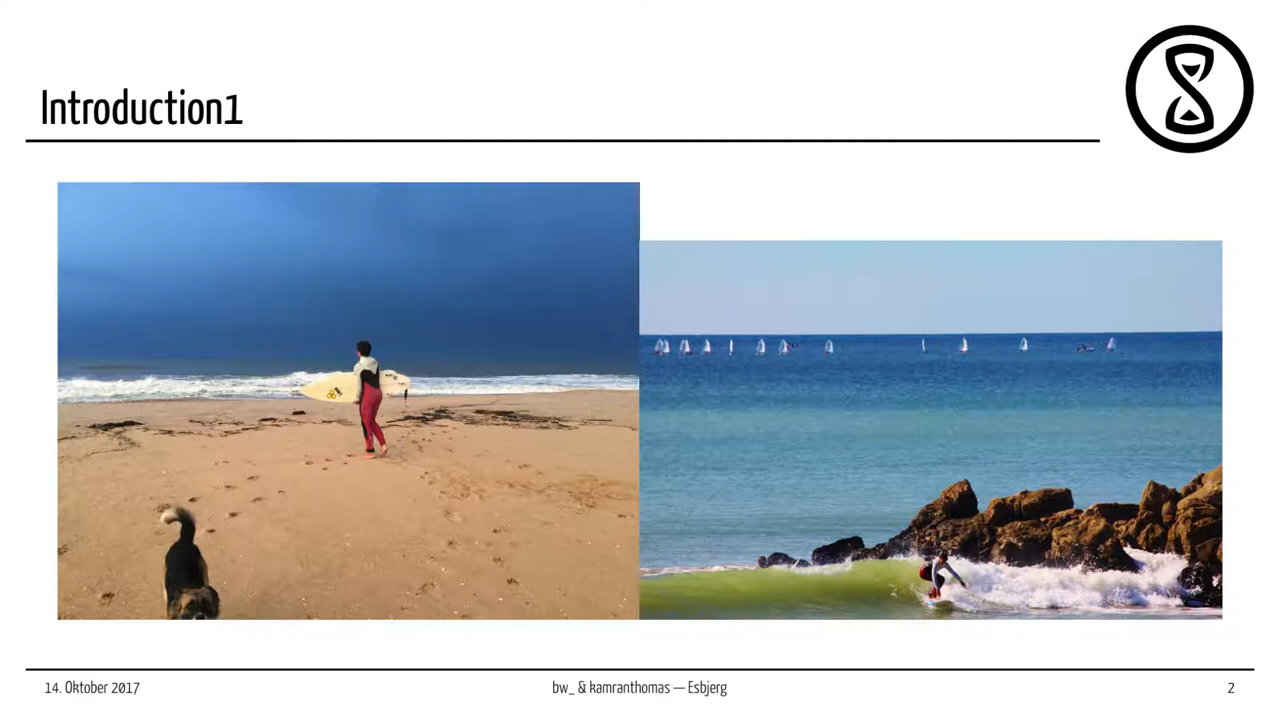 Introduction1
14. Oktober 2017
bw_ & kamranthomas — Esbjerg
2